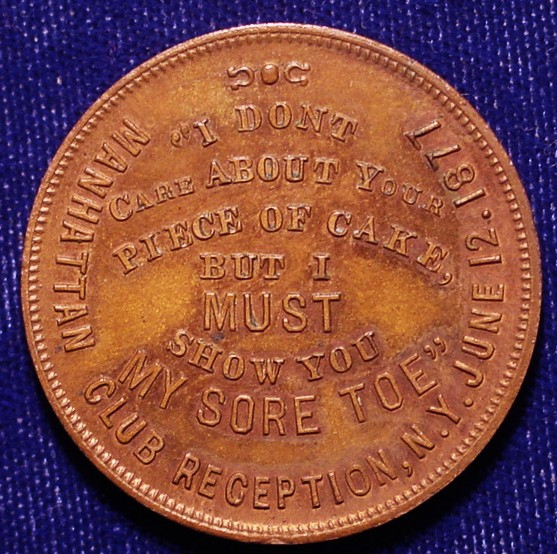 "I DONT
CARE ABOUT YOUR
PIECE OF CAKE,
BUT I
MUST
SHOW YOU
MY SORE TOE"
MANHATTAN CLUB RECEPTION, N.Y. JUNE 12. 1877